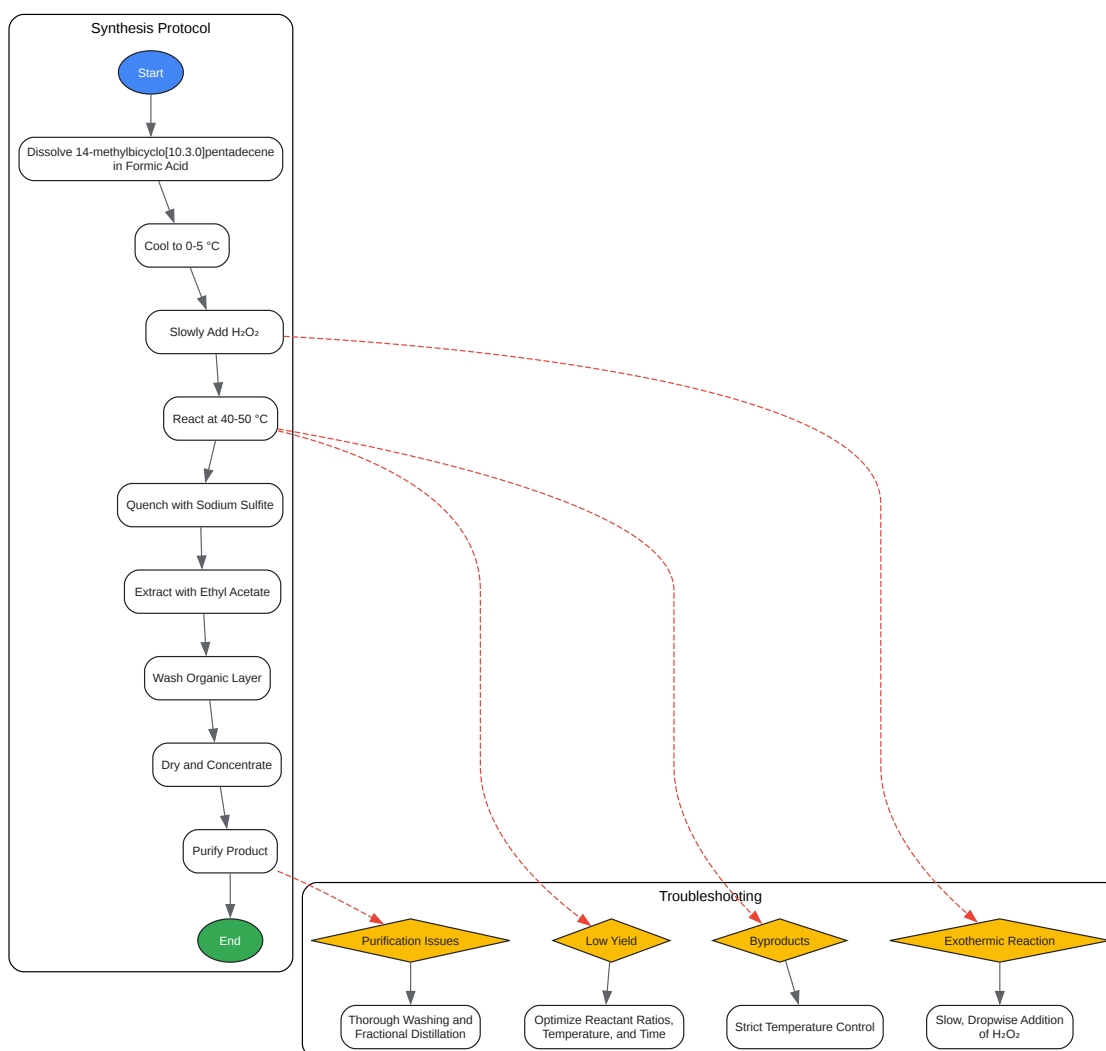 Synthesis Protocol
Start
Dissolve 14-methylbicyclo[10.3.0]pentadecene
in Formic Acid
Cool to 0-5 °C
Slowly Add H₂O₂
React at 40-50 °C
Quench with Sodium Sulfite
Extract with Ethyl Acetate
Wash Organic Layer
Dry and Concentrate
Purify Product
End
Troubleshooting
Purification Issues
Low Yield
Byproducts
Exothermic Reaction
Thorough Washing and
Fractional Distillation
Optimize Reactant Ratios,
Temperature, and Time
Strict Temperature Control
Slow, Dropwise Addition
of H₂O₂